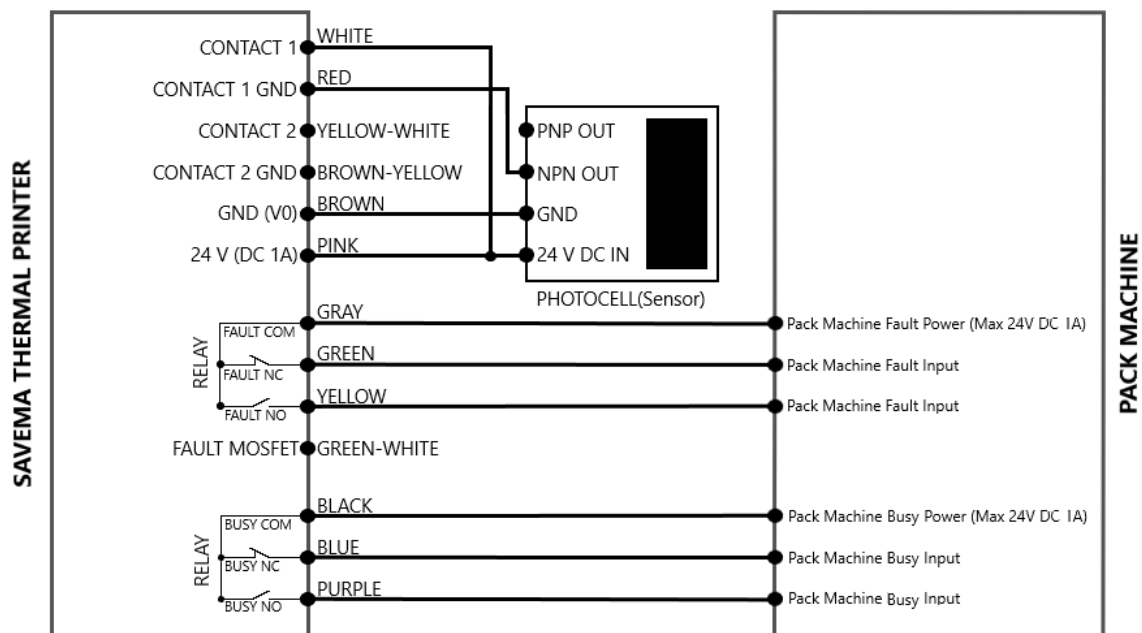 SAVEMA THERMAL PRINTER
CONTACT 1
WHITE
CONTACT 1 GND
RED
CONTACT 2
YELLOW-WHITE
CONTACT 2 GND
BROWN-YELLOW
GND (V0)
BROWN
24 V (DC 1A)
PINK
PNP OUT
NPN OUT
GND
24 V DC IN
PHOTOCELL(Sensor)
RELAY
FAULT COM
GRAY
Pack Machine Fault Power (Max 24V DC 1A)
FAULT NC
GREEN
Pack Machine Fault Input
FAULT NO
YELLOW
Pack Machine Fault Input
FAULT MOSFET
GREEN-WHITE
RELAY
BUSY COM
BLACK
Pack Machine Busy Power (Max 24V DC 1A)
BUSY NC
BLUE
Pack Machine Busy Input
BUSY NO
PURPLE
Pack Machine Busy Input
PACK MACHINE